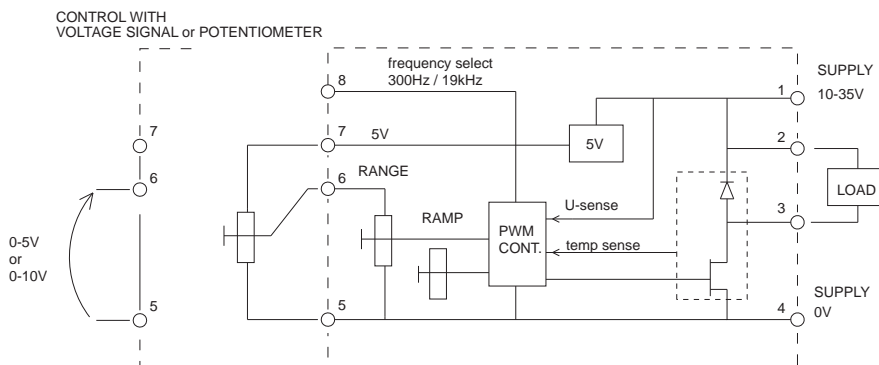 CONTROL WITH
VOLTAGE SIGNAL or POTENTIOMETER
8
frequency select
300Hz / 19kHz
1
SUPPLY
10-35V
7
7
5V
5V
2
6
6
RANGE
LOAD
RAMP
PWM
CONT.
U-sense
3
temp sense
0-5V
or
0-10V
5
5
4
SUPPLY
0V